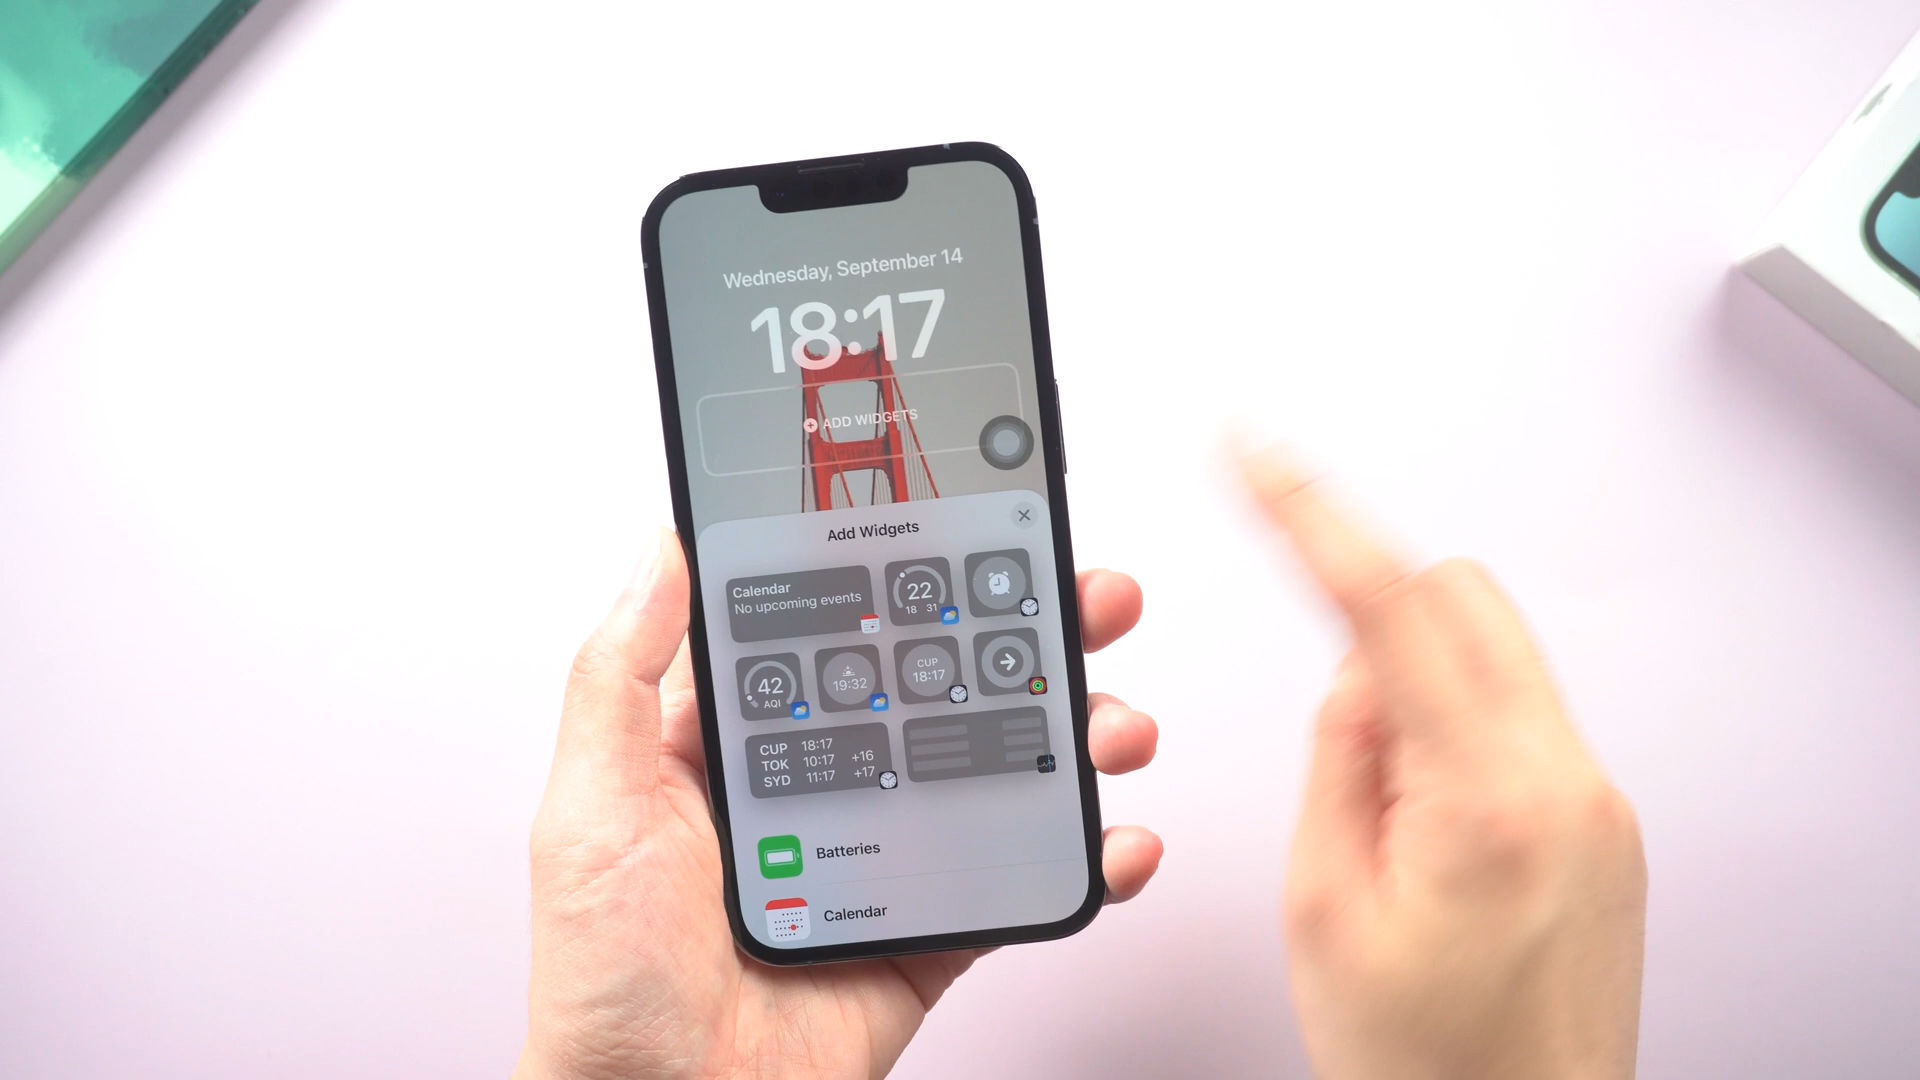 Wednesday, September 14
18:17
ADD WIDGETS
Add Widgets
Calendar
No upcoming events
22
18 31
42
AQI
19:32
CUP
18:17
CUP 18:17
TOK 10:17 +16
SYD 11:17 +17
Batteries
Calendar